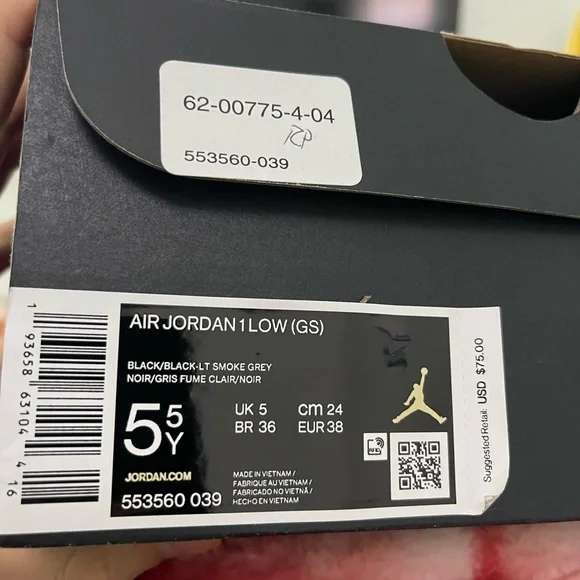 62-00775-4-04
553560-039
AIR JORDAN 1 LOW (GS)
BLACK/BLACK-LT SMOKE GREY
NOIR/GRIS FUME CLAIR/NOIR
5 5Y
UK 5 cm 24
BR 36 EUR 38
JORDAN.COM
553560 039
MADE IN VIETNAM /
FABRIQUE AU VIETNAM /
FABRICADO NO VIETNÃ /
HECHO EN VIETNAM
Suggested Retail: USD $75.00
1 93658 63104 4 16